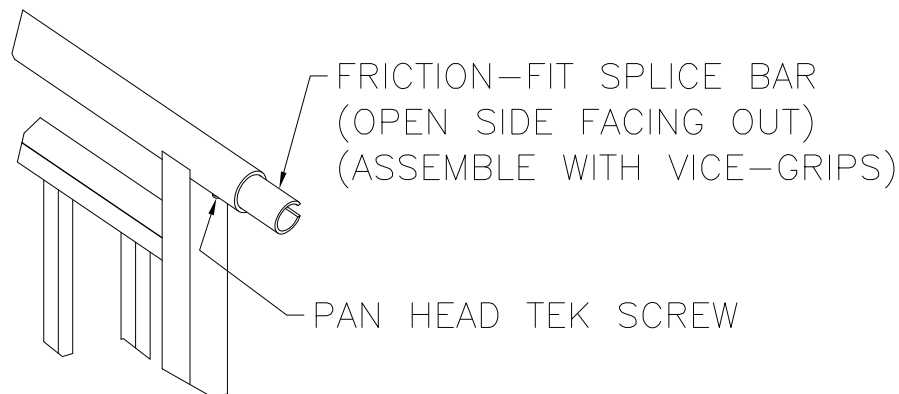 FRICTION-FIT SPLICE BAR
(OPEN SIDE FACING OUT)
(ASSEMBLE WITH VICE-GRIPS)
PAN HEAD TEK SCREW